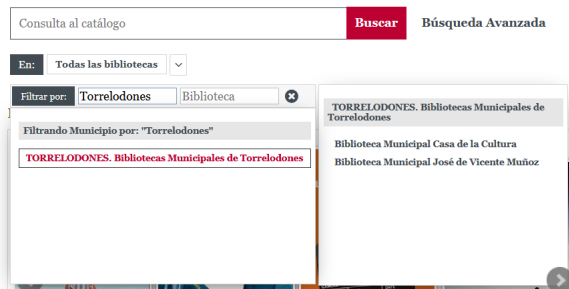 Consulta al catálogo
Buscar
Búsqueda Avanzada
En:
Todas las bibliotecas
Filtrar por:
Torrelodones
Biblioteca
Filtrando Municipio por: "Torrelodones"
TORRELODONES. Bibliotecas Municipales de Torrelodones
TORRELODONES. Bibliotecas Municipales de
Torrelodones
Biblioteca Municipal Casa de la Cultura
Biblioteca Municipal José de Vicente Muñoz